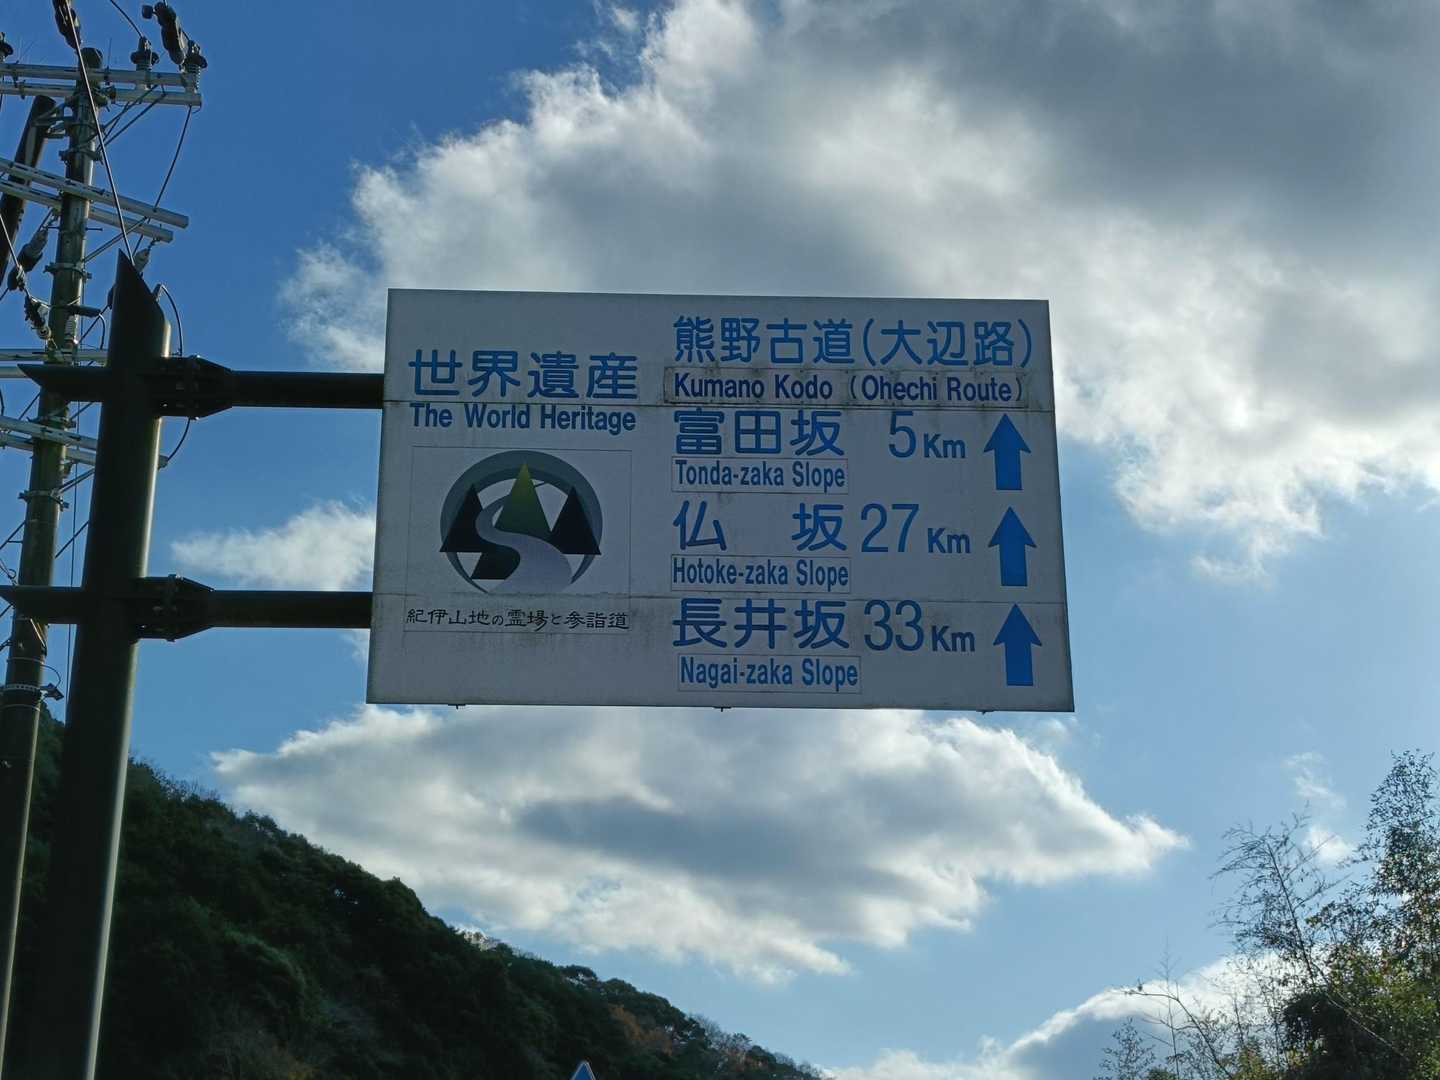 世界遺産
The World Heritage
紀伊山地の霊場と参詣道
熊野古道(大辺路)
Kumano Kodo (Ohechi Route)
富田坂 5Km
Tonda-zaka Slope
仏 坂 27Km
Hotoke-zaka Slope
長井坂 33Km
Nagai-zaka Slope